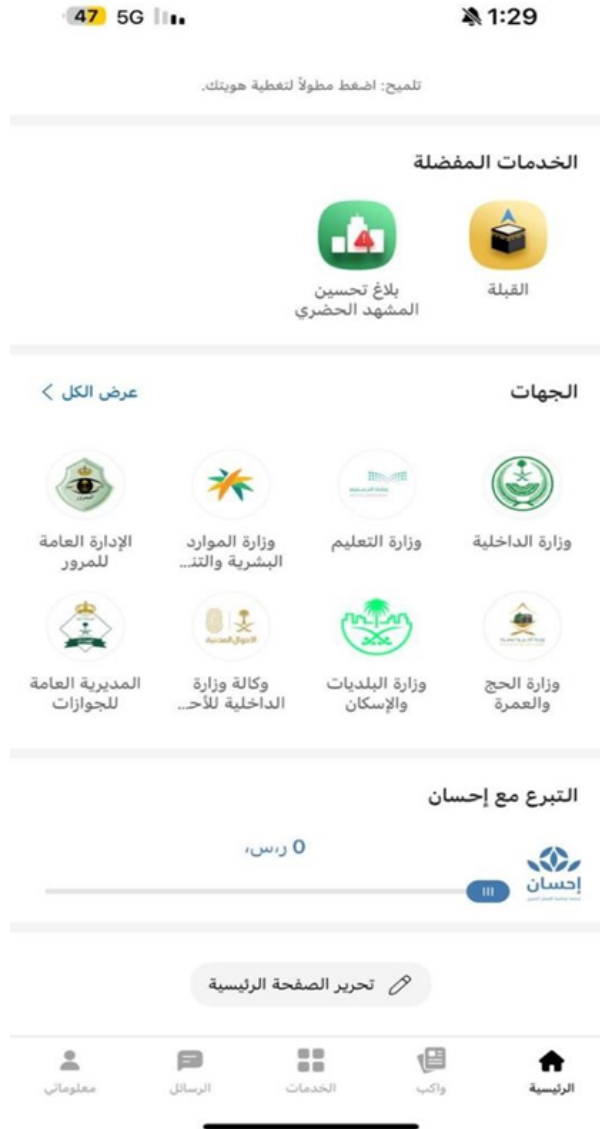 1:29
5G 47
تلميح: اضغط مطولاً لتغطية هويتك.
الخدمات المفضلة
القبلة
بلاغ تحسين
المشهد الحضري
الجهات
عرض الكل
وزارة الداخلية
وزارة التعليم
وزارة الموارد
البشرية والتنـ...
الإدارة العامة
للمرور
وزارة الحج
والعمرة
وزارة البلديات
والإسكان
وكالة وزارة
الداخلية للأحـ...
المديرية العامة
للجوازات
التبرع مع إحسان
0 ر.س.
إحسان
تحرير الصفحة الرئيسية
الرئيسية
واكب
الخدمات
الرسائل
معلوماتي